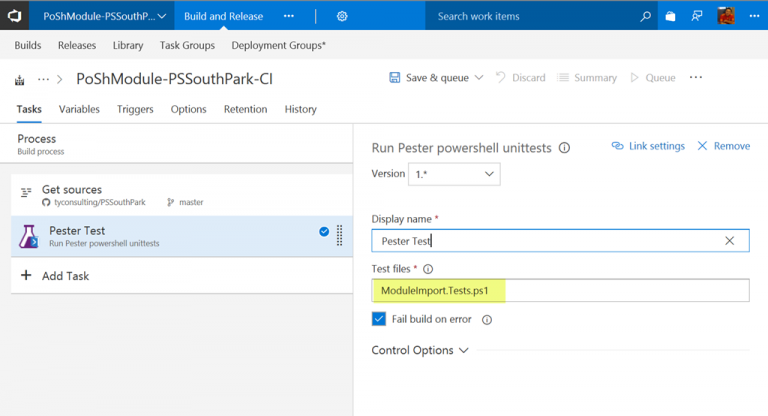 PoShModule-PSSouthP... Build and Release ... Search work items ...
Builds Releases Library Task Groups Deployment Groups*
... > PoShModule-PSSouthPark-CI Save & queue Discard Summary Queue ...
Tasks Variables Triggers Options Retention History
Process
Build process
Get sources
tyconsulting/PSSouthPark master
Pester Test
Run Pester powershell unittests
+ Add Task
Run Pester powershell unittests Link settings Remove
Version 1.*
Display name *
Pester Test
Test files *
ModuleImport.Tests.ps1
Fail build on error
Control Options